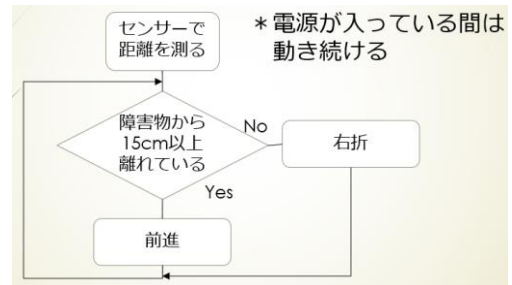 センサーで
距離を測る
＊電源が入っている間は
動き続ける
障害物から
15cm以上
離れている
No
右折
Yes
前進